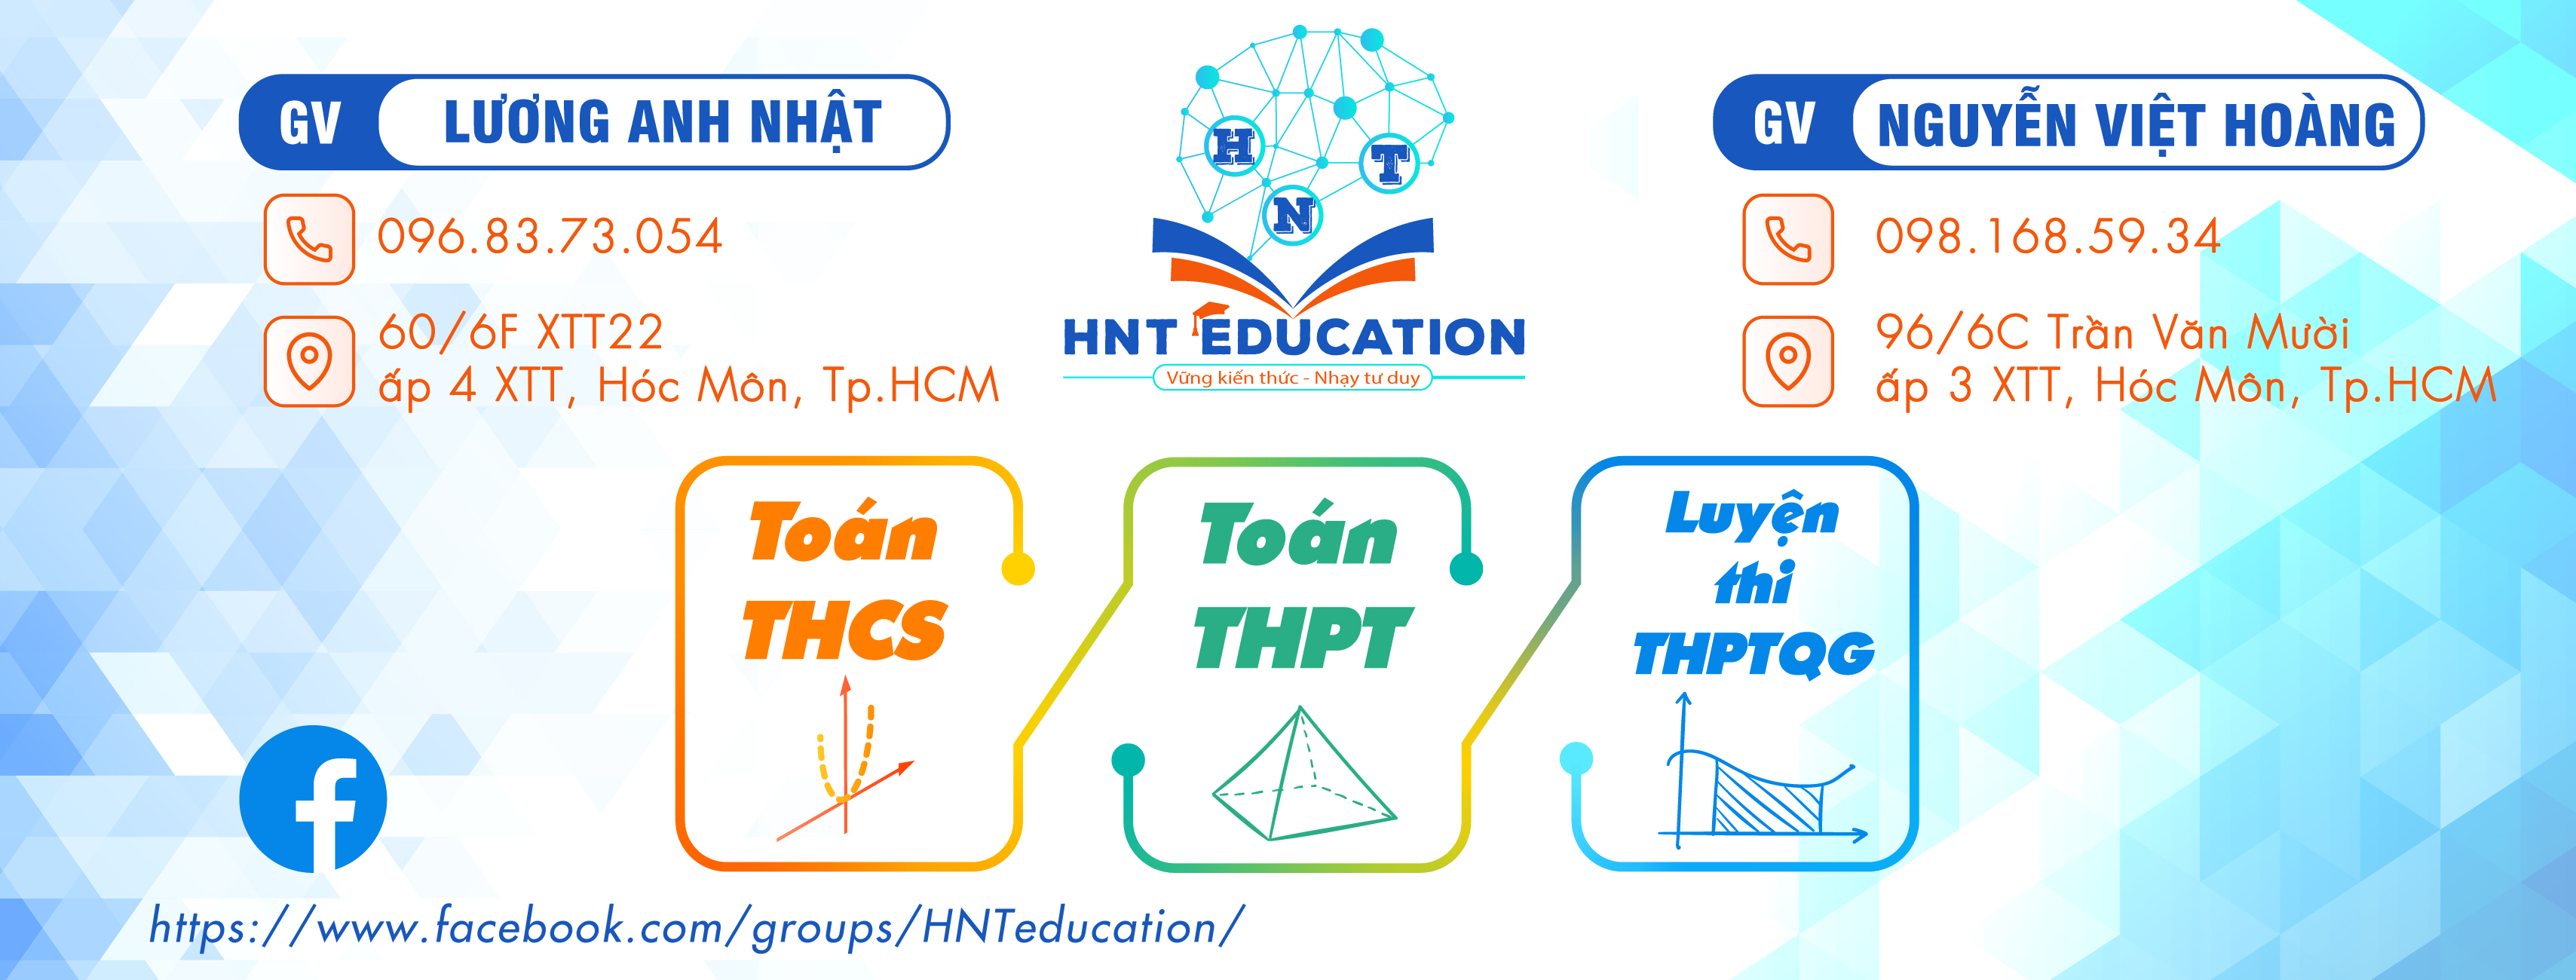 GV LƯƠNG ANH NHẬT
096.83.73.054
60/6F XTT22
ấp 4 XTT, Hóc Môn, Tp.HCM
H
N
T
HNT EDUCATION
Vững kiến thức - Nhạy tư duy
GV NGUYỄN VIỆT HOÀNG
098.168.59.34
96/6C Trần Văn Mười
ấp 3 XTT, Hóc Môn, Tp.HCM
Toán
THCS
Toán
THPT
Luyện
thi
THPTQG
f
https://www.facebook.com/groups/HNTeducation/